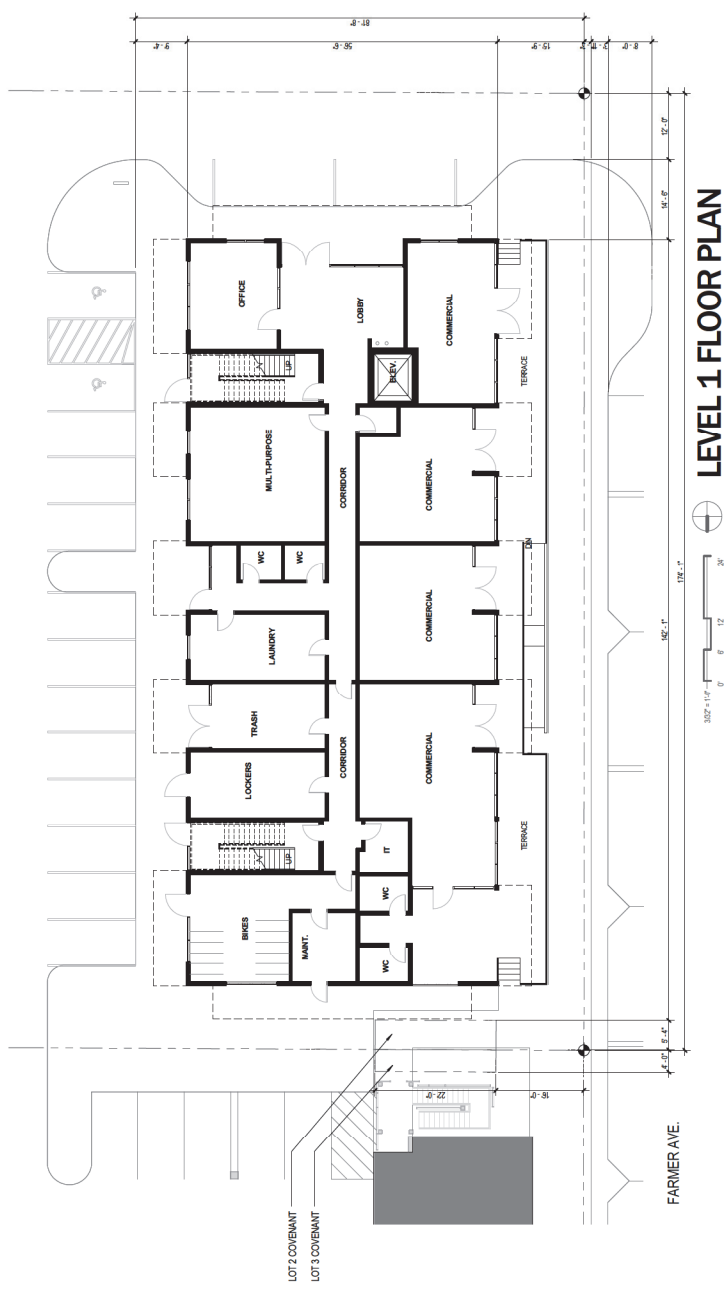 LOT 2 COVENANT
LOT 3 COVENANT
BIKES
UP
LOCKERS
TRASH
LAUNDRY
WC
WC
MULTI-PURPOSE
UP
OFFICE
MAINT.
CORRIDOR
CORRIDOR
LOBBY
WC
WC
IT
ELEV.
COMMERCIAL
COMMERCIAL
COMMERCIAL
COMMERCIAL
TERRACE
DN
TERRACE
9' - 4"
56' - 6"
15' - 9"
8' - 0"
81' - 8"
22' - 0"
16' - 0"
4' - 0"
142' - 1"
14' - 6"
12' - 0"
174' - 1"
FARMER AVE.
3/32" = 1'-0"
0' 6' 12' 24'
LEVEL 1 FLOOR PLAN